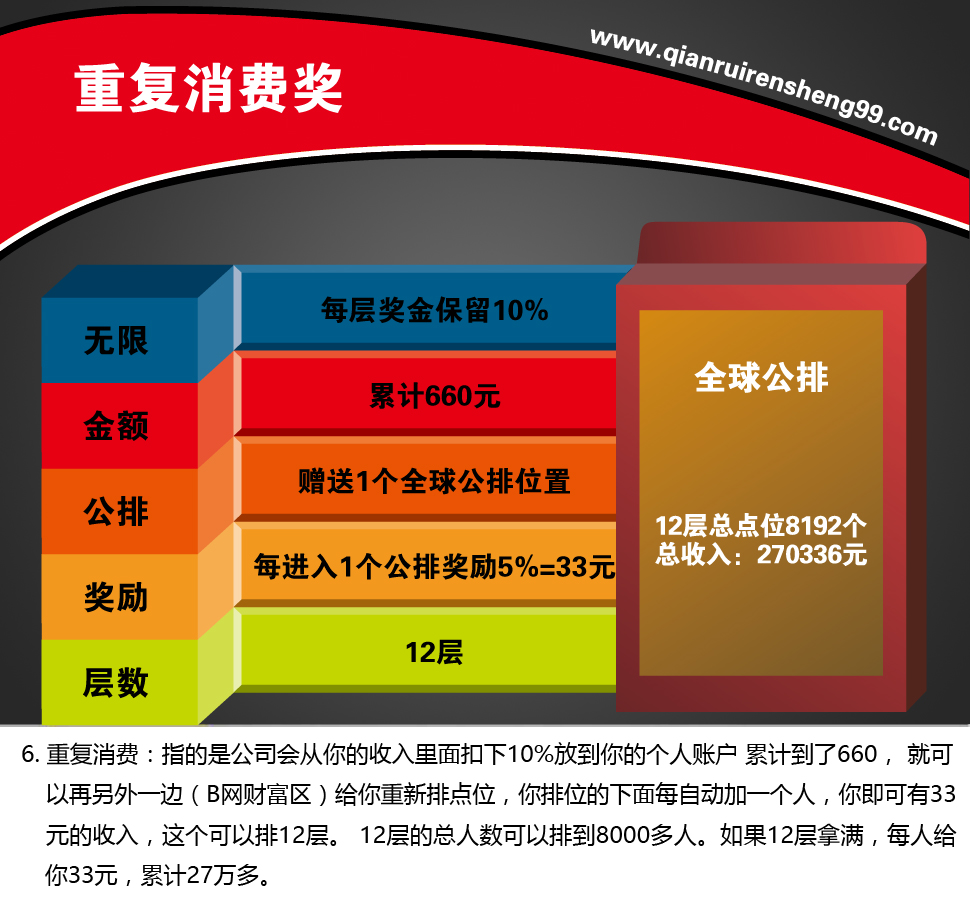 重复消费奖
www.qianruirensheng99.com
无限
每层奖金保留10%
金额
累计660元
公排
赠送1个全球公排位置
奖励
每进入1个公排奖励5%=33元
层数
12层
全球公排
12层总点位8192个
总收入：270336元
6. 重复消费：指的是公司会从你的收入里面扣下10%放到你的个人账户 累计到了660， 就可
以再另外一边（B网财富区）给你重新排点位，你排位的下面每自动加一个人，你即可有33
元的收入，这个可以排12层。 12层的总人数可以排到8000多人。如果12层拿满，每人给
你33元，累计27万多。